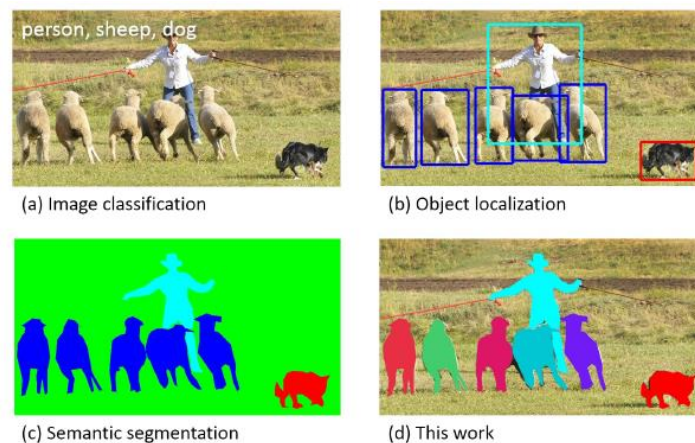 person, sheep, dog
(a) Image classification
(b) Object localization
(c) Semantic segmentation
(d) This work